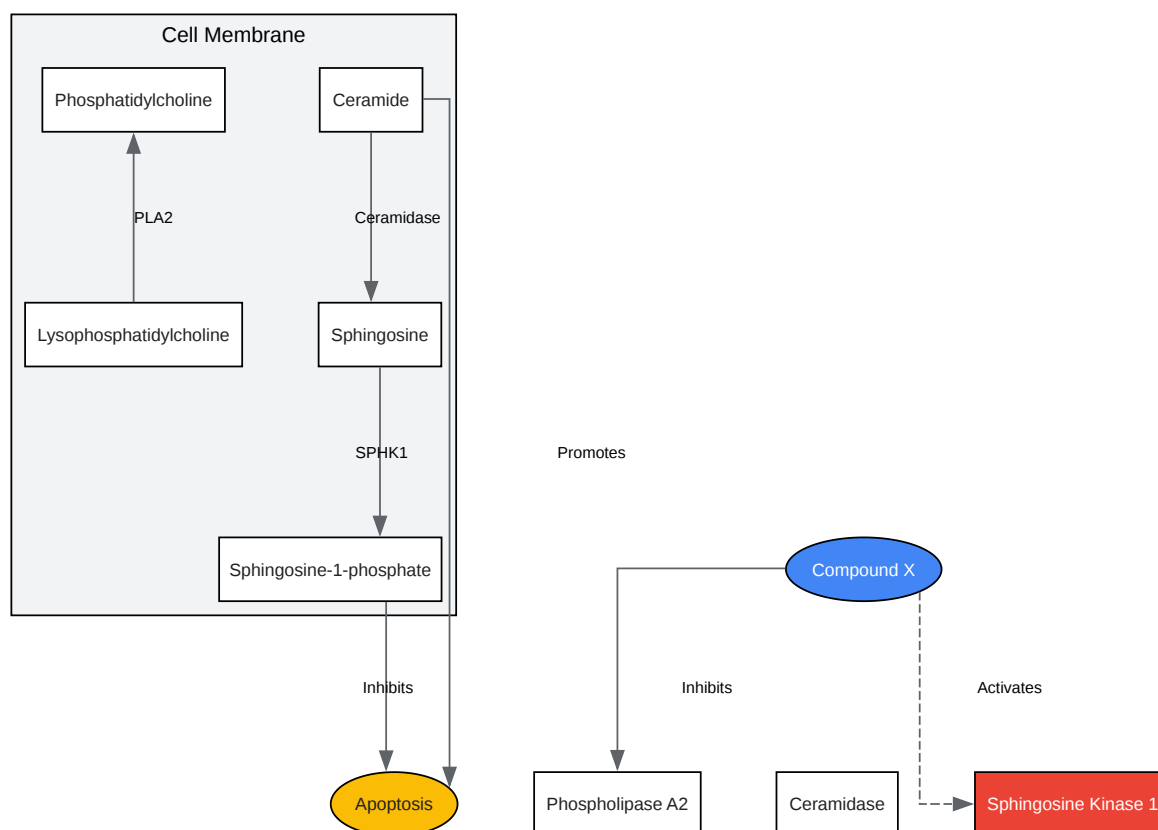 Cell Membrane
Phosphatidylcholine
Ceramide
PLA2
Ceramidase
Lysophosphatidylcholine
Sphingosine
SPHK1
Promotes
Sphingosine-1-phosphate
Compound X
Inhibits
Inhibits
Activates
Apoptosis
Phospholipase A2
Ceramidase
Sphingosine Kinase 1